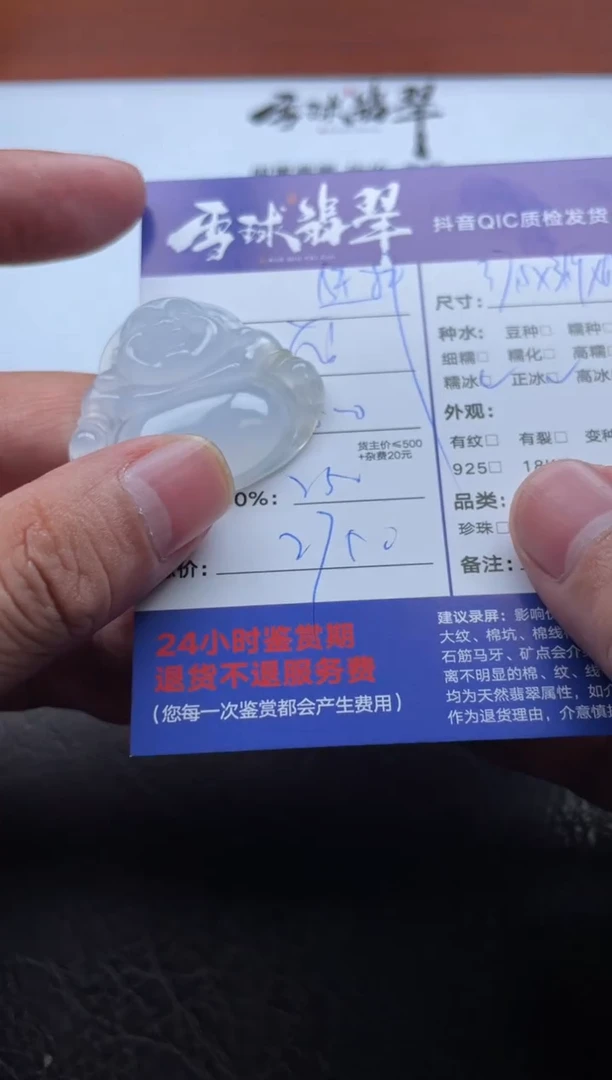 雪球翡翠
雪球翡翠
抖音QIC质检发货
尺寸:
种水: 豆种□ 糯种
细糯□ 糯化□ 高糯
糯冰□ 正冰□ 高冰
外观:
有纹□ 有裂□ 变种
925□ 18
品类:
珍珠□
备注:
货主价≤500
+杂费20元
0%: 250
价: 2750
24小时鉴赏期
退货不退服务费
(您每一次鉴赏都会产生费用)
建议录屏: 影响
大纹、棉坑、棉线
石筋马牙、矿点会介
离不明显的棉、纹、线
均为天然翡翠属性, 如
作为退货理由, 介意慎